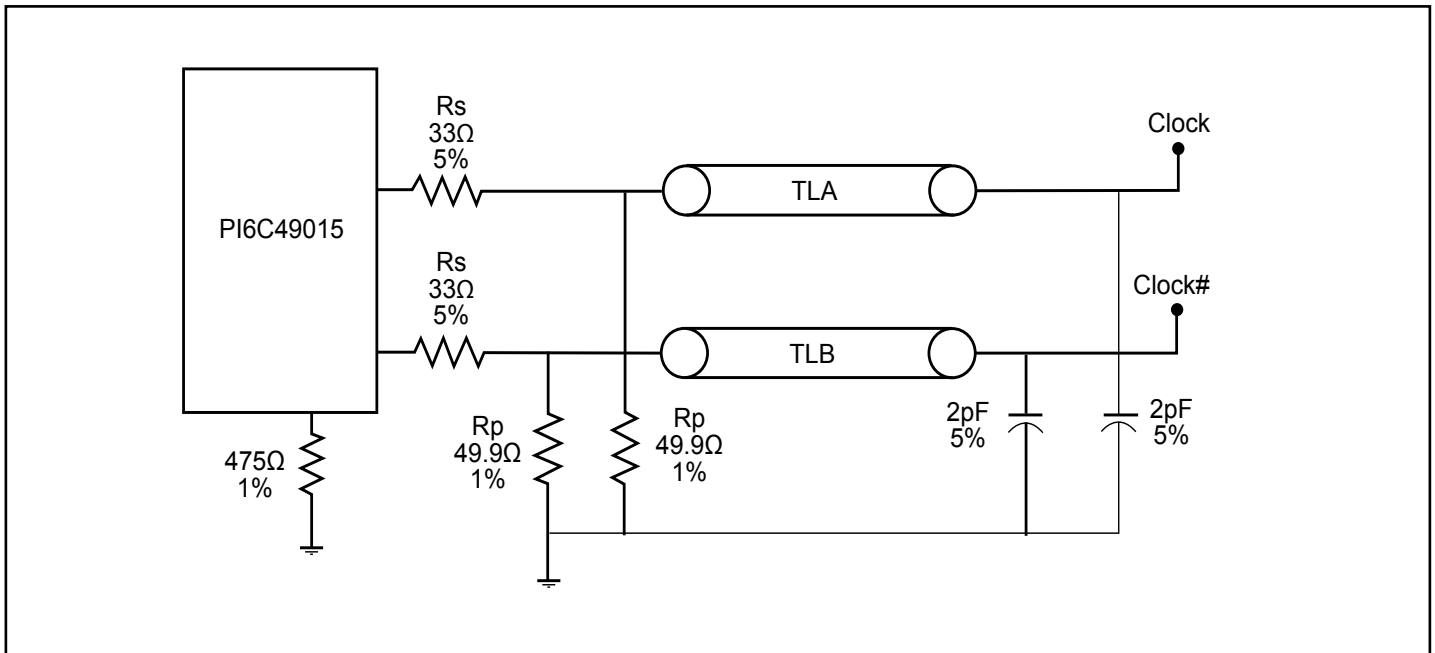 Rs
33Ω
5%
Clock
TLA
PI6C49015
Rs
33Ω
5%
Clock#
TLB
475Ω
1%
Rp
49.9Ω
1%
Rp
49.9Ω
1%
2pF
5%
2pF
5%